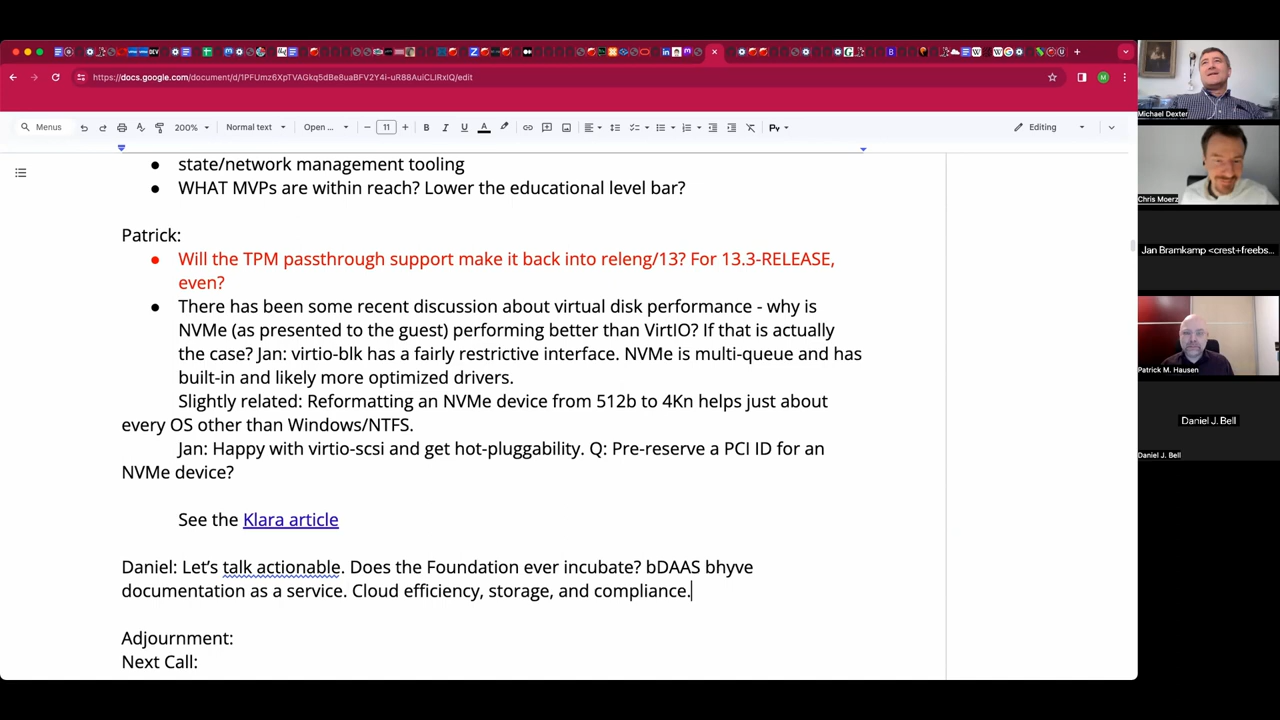 https://docs.google.com/document/d/1PFUmz6XpTVAGkq5dBe8uaBFV2Y4i-uR88AuiCLIRxIQ/edit
M
Menus
200%
Normal text
Open ...
11
B I U A
Editing
state/network management tooling
WHAT MVPs are within reach? Lower the educational level bar?
Patrick:
Will the TPM passthrough support make it back into releng/13? For 13.3-RELEASE,
even?
There has been some recent discussion about virtual disk performance - why is
NVMe (as presented to the guest) performing better than VirtIO? If that is actually
the case? Jan: virtio-blk has a fairly restrictive interface. NVMe is multi-queue and has
built-in and likely more optimized drivers.
Slightly related: Reformatting an NVMe device from 512b to 4Kn helps just about
every OS other than Windows/NTFS.
Jan: Happy with virtio-scsi and get hot-pluggability. Q: Pre-reserve a PCI ID for an
NVMe device?
See the Klara article
Daniel: Let's talk actionable. Does the Foundation ever incubate? bDAAS bhyve
documentation as a service. Cloud efficiency, storage, and compliance.
Adjournment:
Next Call:
Michael Dexter
Chris Moerz
Jan Bramkamp <crest+freebs...
Patrick M. Hausen
Daniel J. Bell
Daniel J. Bell